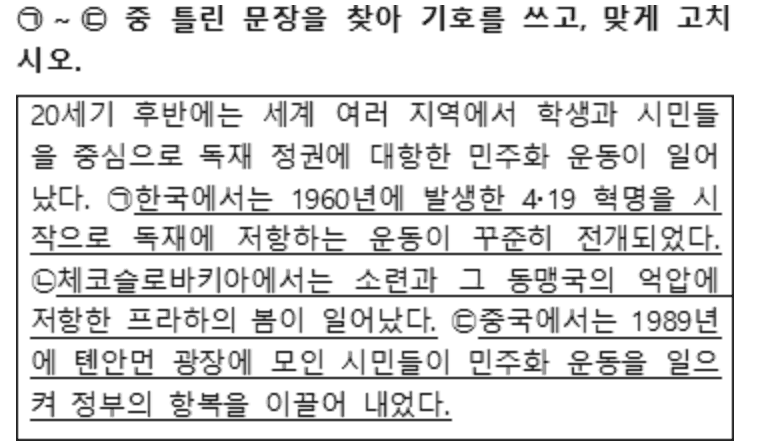 ㉠ ~ ㉢ 중 틀린 문장을 찾아 기호를 쓰고, 맞게 고치
시오.
20세기 후반에는 세계 여러 지역에서 학생과 시민들
을 중심으로 독재 정권에 대항한 민주화 운동이 일어
났다. ㉠한국에서는 1960년에 발생한 4·19 혁명을 시
작으로 독재에 저항하는 운동이 꾸준히 전개되었다.
㉡체코슬로바키아에서는 소련과 그 동맹국의 억압에
저항한 프라하의 봄이 일어났다. ㉢중국에서는 1989년
에 톈안먼 광장에 모인 시민들이 민주화 운동을 일으
켜 정부의 항복을 이끌어 내었다.